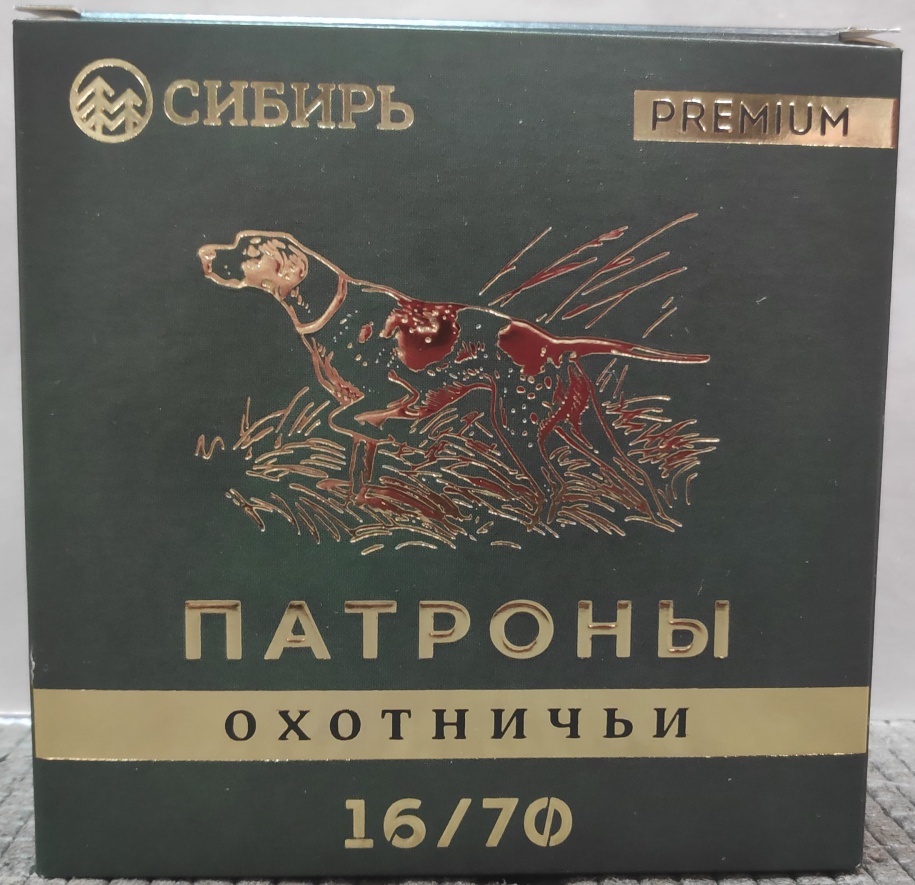 СИБИРЬ
PREMIUM
ПАТРОНЫ
ОХОТНИЧЬИ
16/70